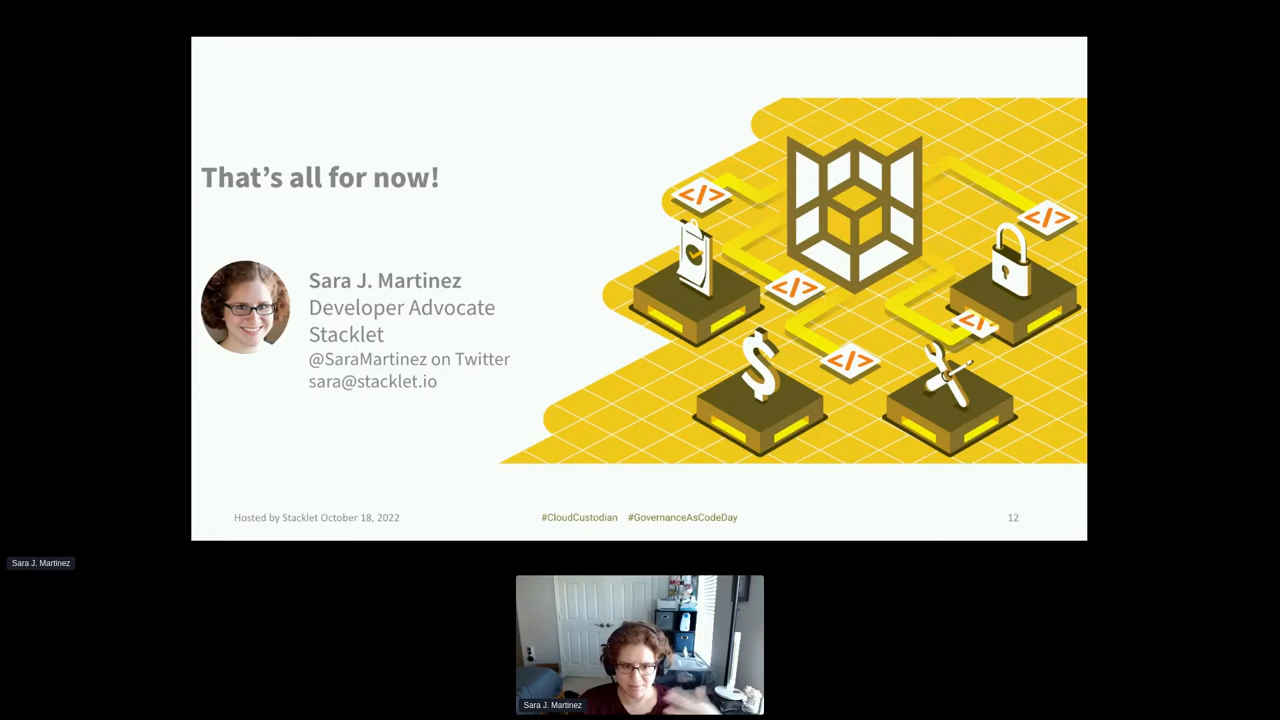 That's all for now!
</>
</>
</>
</>
</>
Sara J. Martinez
Developer Advocate
Stacklet
@SaraMartinez on Twitter
sara@stacklet.io
$
Hosted by Stacklet October 18, 2022
#CloudCustodian #GovernanceAsCodeDay
12
Sara J. Martinez
Sara J. Martinez